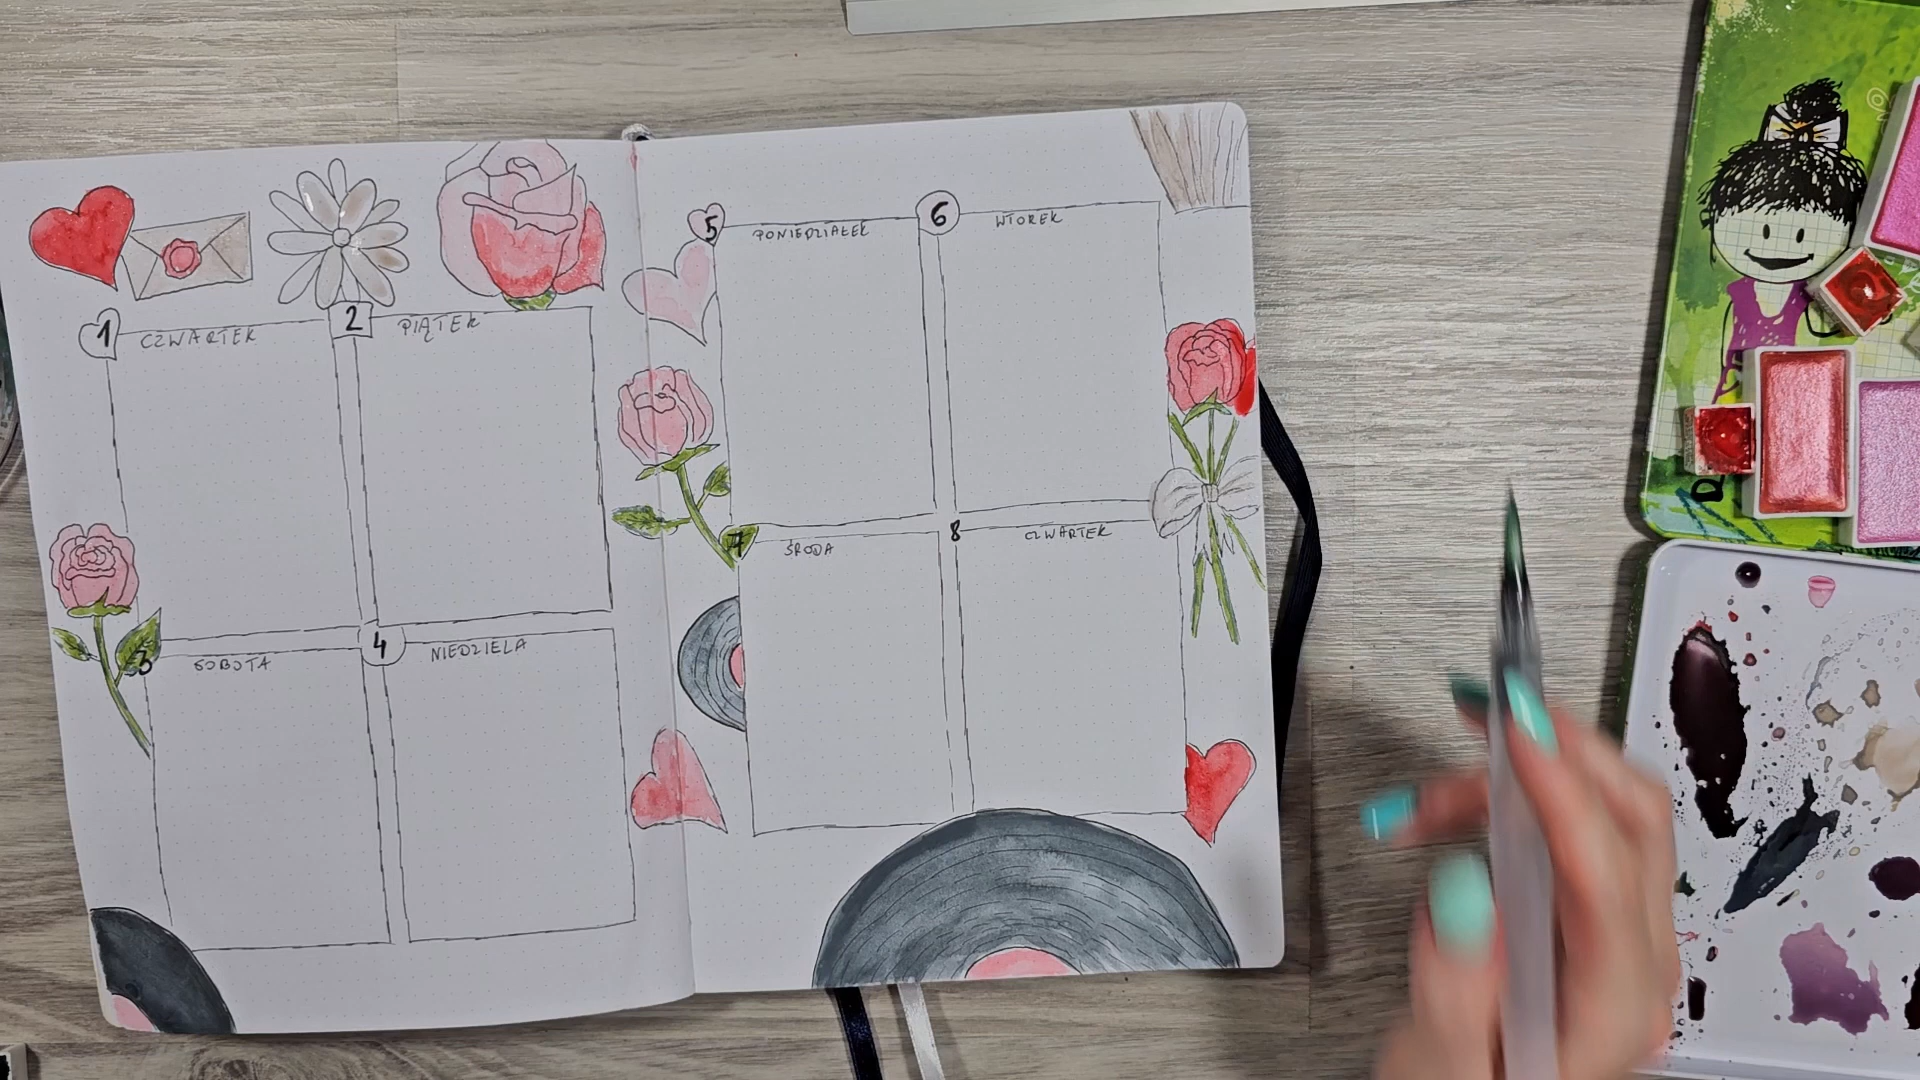 1 CZWARTEK
2 PIĄTEK
3 SOBOTA
4 NIEDZIELA
5 PONIEDZIAŁEK
6 WTOREK
7 ŚRODA
8 CZWARTEK